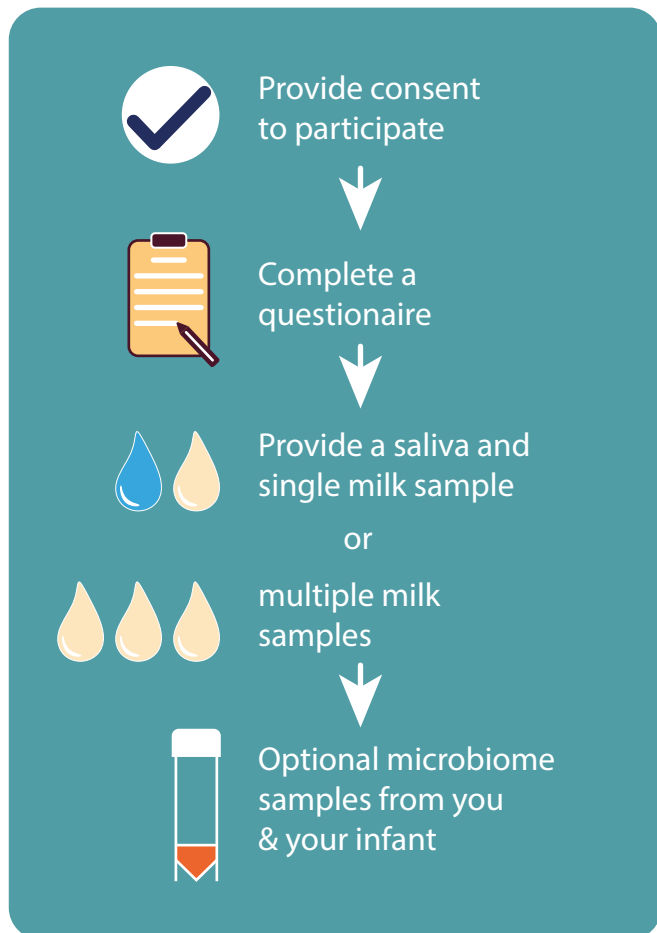 Provide consent
to participate
Complete a
questionaire
Provide a saliva and
single milk sample
or
multiple milk
samples
Optional microbiome
samples from you
& your infant